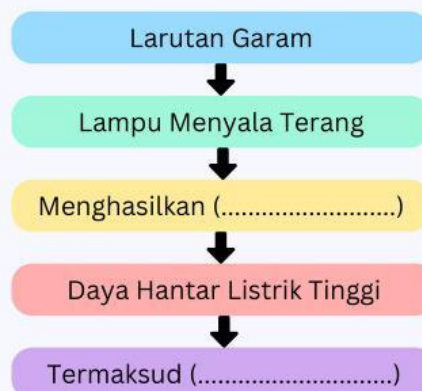 Larutan Garam
Lampu Menyala Terang
Menghasilkan (..........................)
Daya Hantar Listrik Tinggi
Termaksud (.............................)